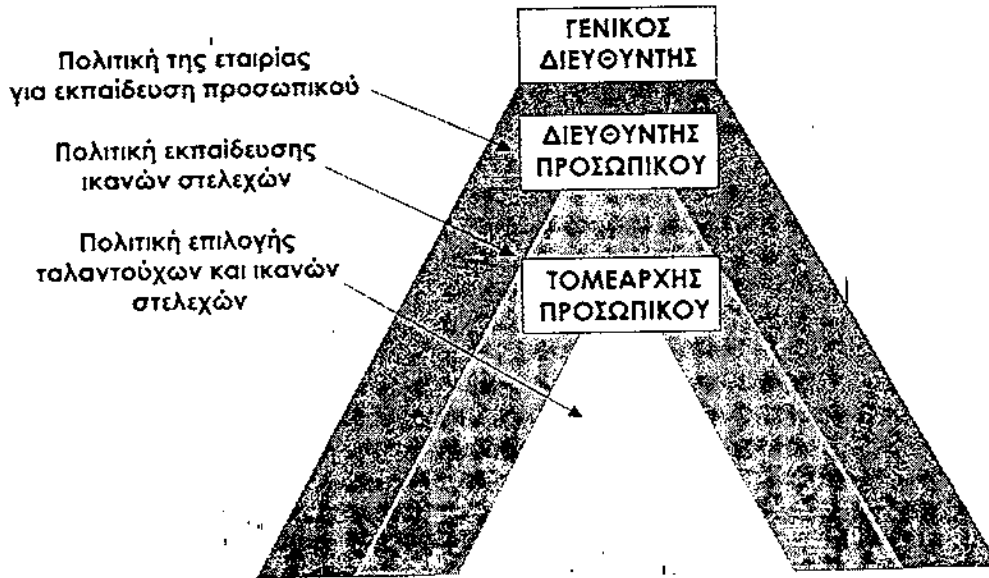 ΓΕΝΙΚΟΣ
ΔΙΕΥΘΥΝΤΗΣ
Πολιτική της εταιρίας
για εκπαίδευση προσωπικού
ΔΙΕΥΘΥΝΤΗΣ
ΠΡΟΣΩΠΙΚΟΥ
Πολιτική εκπαίδευσης
ικανών στελεχών
Πολιτική επιλογής
ταλαντούχων και ικανών
στελεχών
ΤΟΜΕΑΡΧΗΣ
ΠΡΟΣΩΠΙΚΟΥ